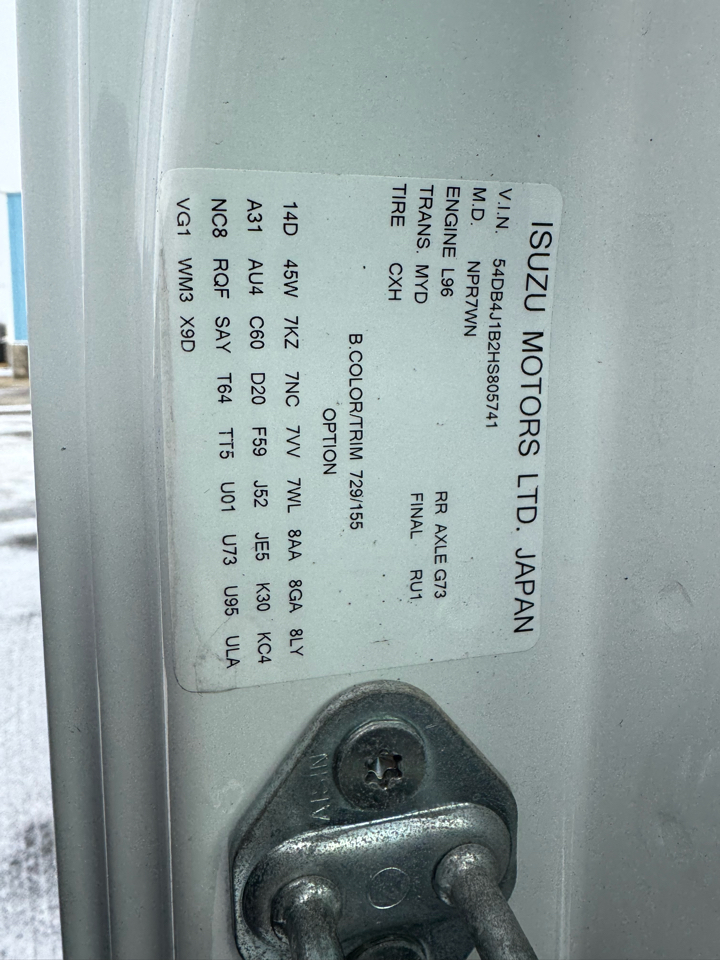 ISUZU MOTORS LTD. JAPAN
V.I.N. 54DB4J1B2HS805741
M.D. NPR7WN
ENGINE L96 RR AXLE G73
TRANS. MYD FINAL RU1
TIRE CXH
B.COLOR/TRIM 729/155
OPTION
14D 45W 7KZ 7NC 7VV 7WL 8AA 8GA 8LY
A31 AU4 C60 D20 F59 J52 JE5 K30 KC4
NC8 RQF SAY T64 TT5 U01 U73 U95 ULA
VG1 WM3 X9D